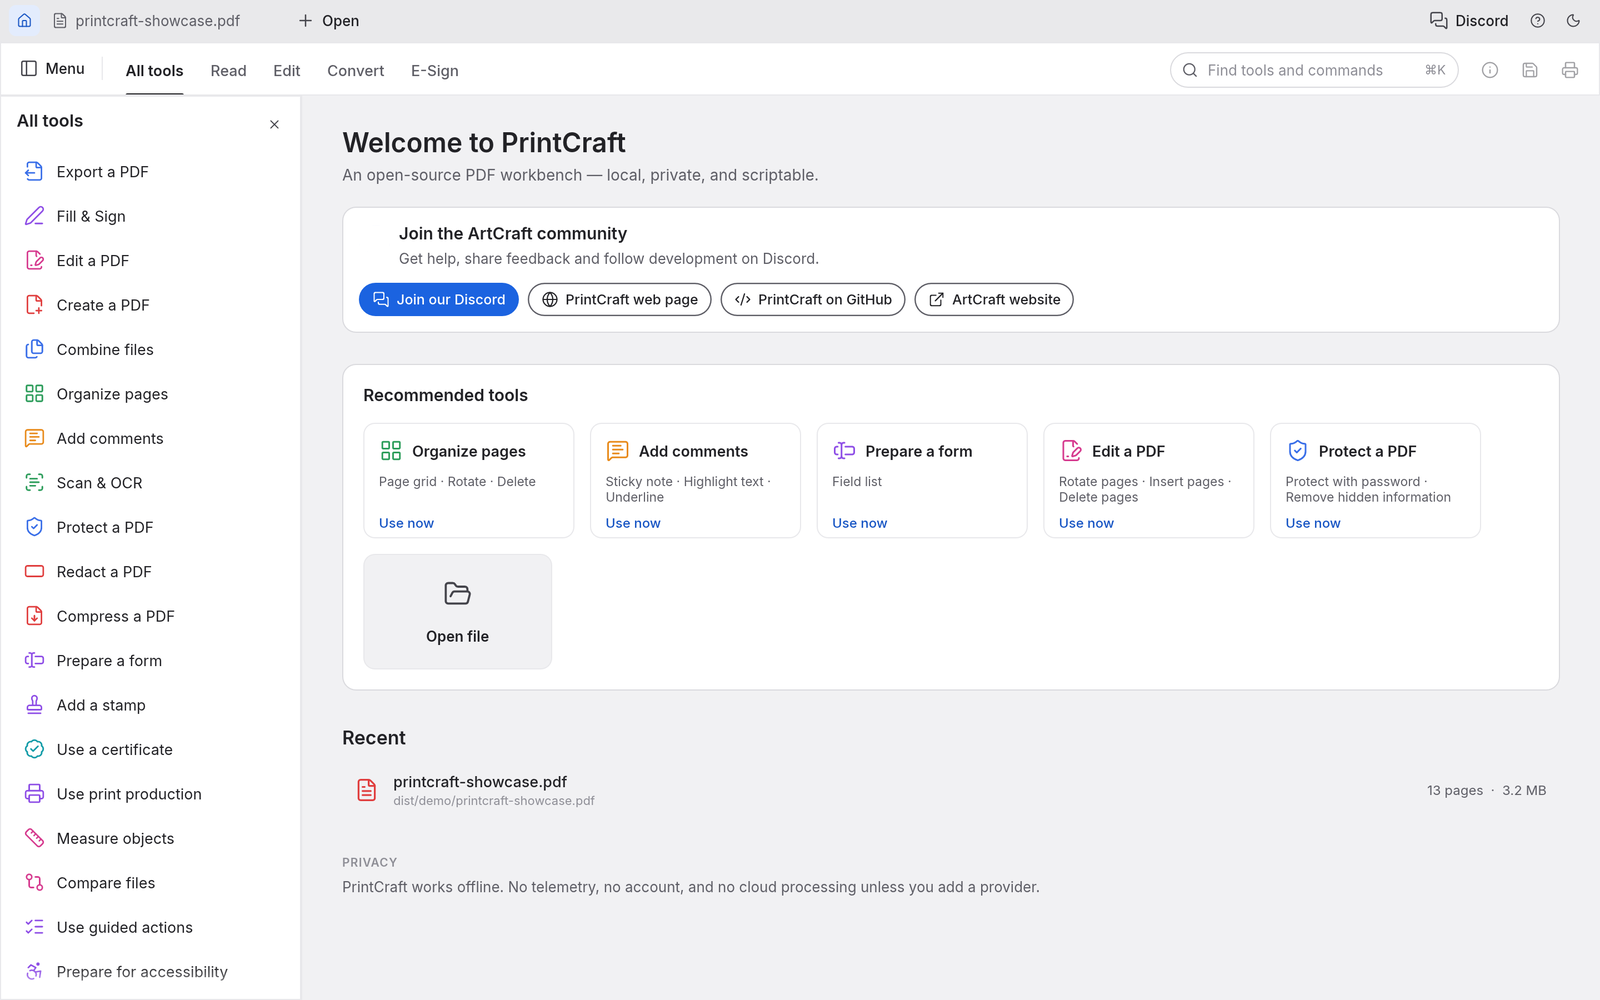 printcraft-showcase.pdf
Open
Discord
Menu
All tools
Read
Edit
Convert
E-Sign
Find tools and commands
⌘K
All tools
Export a PDF
Fill & Sign
Edit a PDF
Create a PDF
Combine files
Organize pages
Add comments
Scan & OCR
Protect a PDF
Redact a PDF
Compress a PDF
Prepare a form
Add a stamp
Use a certificate
Use print production
Measure objects
Compare files
Use guided actions
Prepare for accessibility
Welcome to PrintCraft
An open-source PDF workbench — local, private, and scriptable.
Join the ArtCraft community
Get help, share feedback and follow development on Discord.
Join our Discord
PrintCraft web page
PrintCraft on GitHub
ArtCraft website
Recommended tools
Organize pages
Page grid · Rotate · Delete
Use now
Add comments
Sticky note · Highlight text ·
Underline
Use now
Prepare a form
Field list
Use now
Edit a PDF
Rotate pages · Insert pages ·
Delete pages
Use now
Protect a PDF
Protect with password ·
Remove hidden information
Use now
Open file
Recent
printcraft-showcase.pdf
dist/demo/printcraft-showcase.pdf
13 pages · 3.2 MB
PRIVACY
PrintCraft works offline. No telemetry, no account, and no cloud processing unless you add a provider.